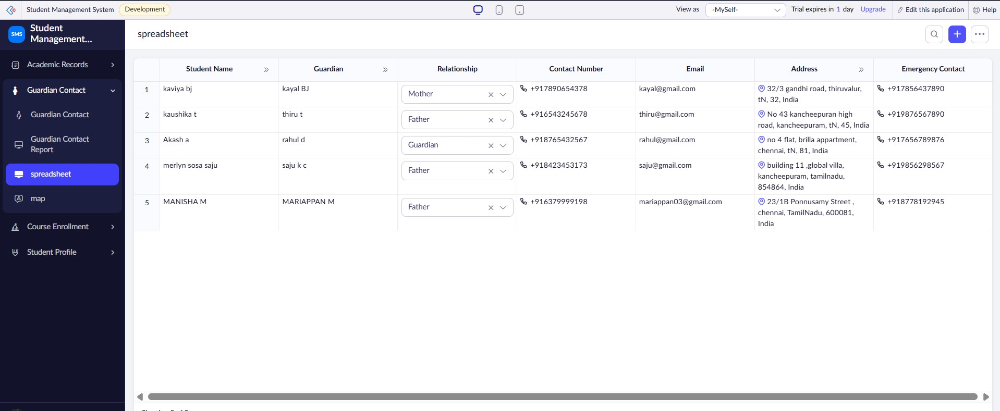 Student Management System Development View as -MySelf- Trial expires in 1 day Upgrade Edit this application Help
SMS Student
Management...
spreadsheet
Academic Records
Guardian Contact
Guardian Contact
Guardian Contact
Report
spreadsheet
map
Course Enrollment
Student Profile
Student Name Guardian Relationship Contact Number Email Address Emergency Contact
1 kaviya bj kayal BJ Mother +917890654378 kayal@gmail.com 32/3 gandhi road, thiruvalur, +917856437890
tN, 32, India
2 kaushika t thiru t Father +916543245678 thiru@gmail.com No 43 kancheepuran high +919876567890
road, kancheepuram, tN, 45, India
3 Akash a rahul d Guardian +918765432567 rahul@gmail.com no 4 flat, brilla appartment, +917656789876
chennai, tN, 81, India
4 merlyn sosa saju saju k c Father +918423453173 saju@gmail.com building 11 ,global villa, +919856298567
kancheepuram, tamilnadu,
854864, India
5 MANISHA M MARIAPPAN M Father +916379999198 mariappan03@gmail.com 23/1B Ponnusamy Street , +918778192945
chennai, TamilNadu, 600081,
India